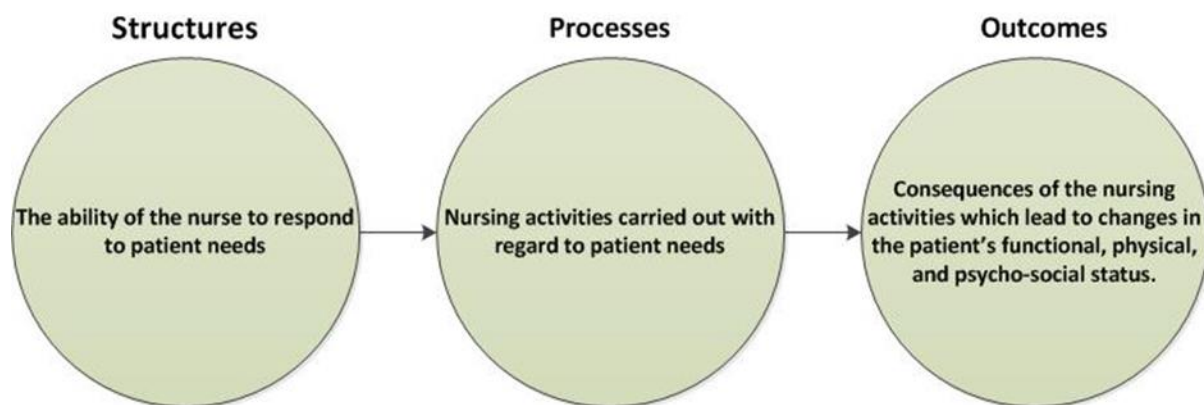 Structures
The ability of the nurse to respond
to patient needs
Processes
Nursing activities carried out with
regard to patient needs
Outcomes
Consequences of the nursing
activities which lead to changes in
the patient's functional, physical,
and psycho-social status.